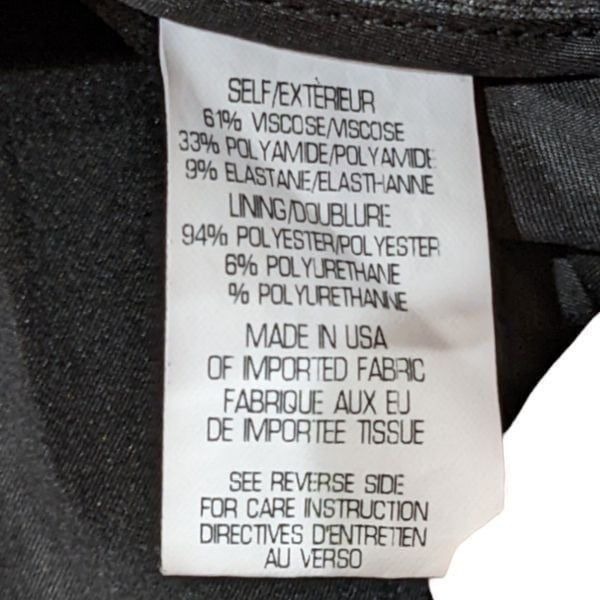 SELF/EXTÈRIEUR
61% VISCOSE/VISCOSE
33% POLYAMIDE/POLYAMIDE
9% ELASTANE/ELASTHANNE
LINING/DOUBLURE
94% POLYESTER/POLYESTER
6% POLYURETHANE
% POLYURETHANNE
MADE IN USA
OF IMPORTED FABRIC
FABRIQUE AUX EU
DE IMPORTEE TISSUE
SEE REVERSE SIDE
FOR CARE INSTRUCTION
DIRECTIVES D'ENTRETIEN
AU VERSO